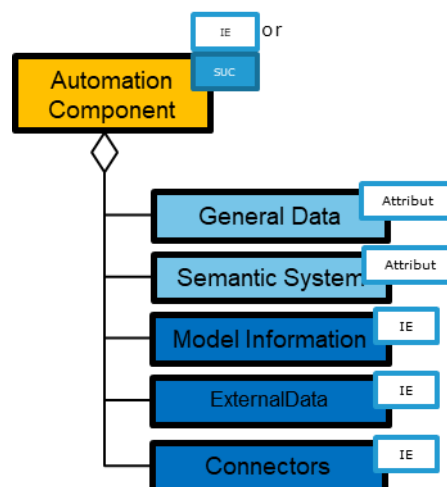 IE or
SUC
Automation
Component
Attribut
General Data
Attribut
Semantic System
IE
Model Information
IE
ExternalData
IE
Connectors